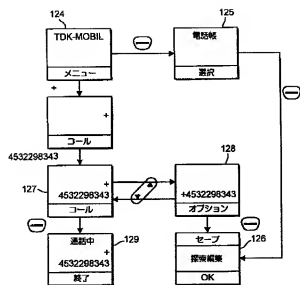 124
TDK-MOBIL
メニュー
125
電話帳
選択
+
+
コール
4532298343
127
+
4532298343
コール
128
+4532298343
オプション
129
通話中
+
4532298343
終了
126
セーブ
探索編集
OK